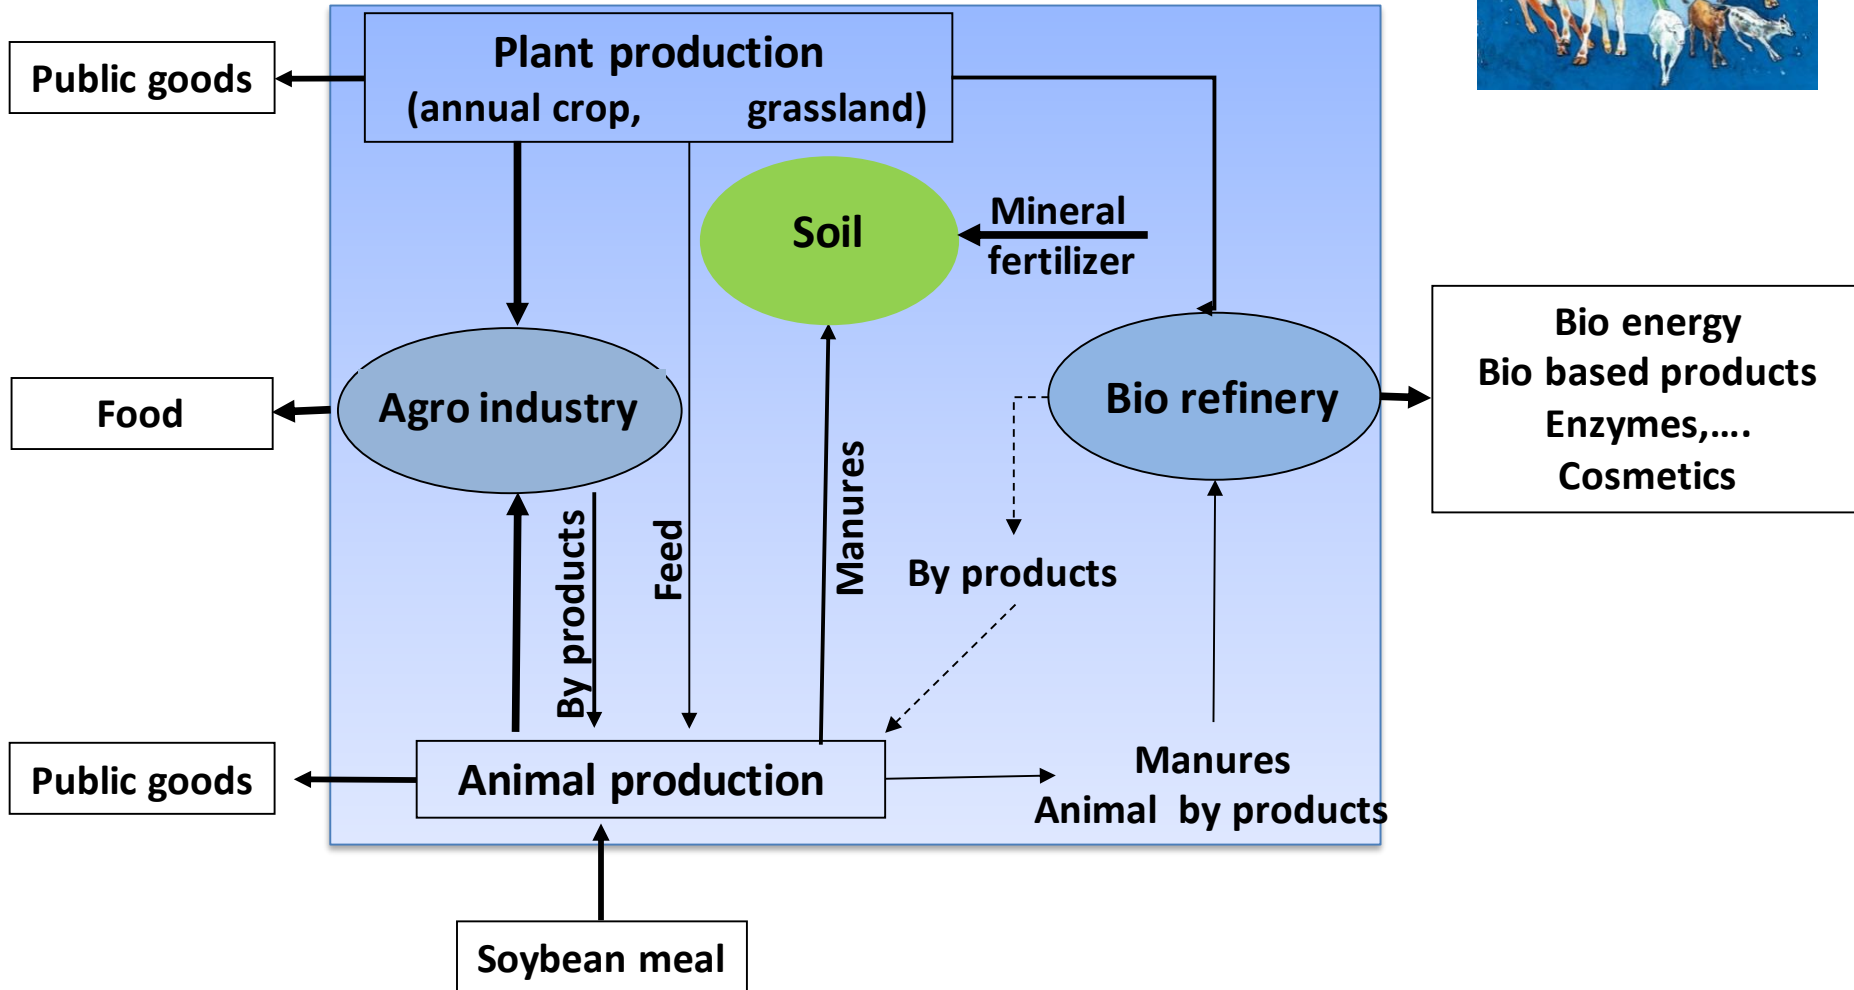 Plant production
(annual crop, grassland)
Public goods
Soil
Mineral
fertilizer
Bio energy
Bio based products
Enzymes,....
Cosmetics
Food
Agro industry
Bio refinery
By products
Feed
Manures
By products
Public goods
Animal production
Manures
Animal by products
Soybean meal